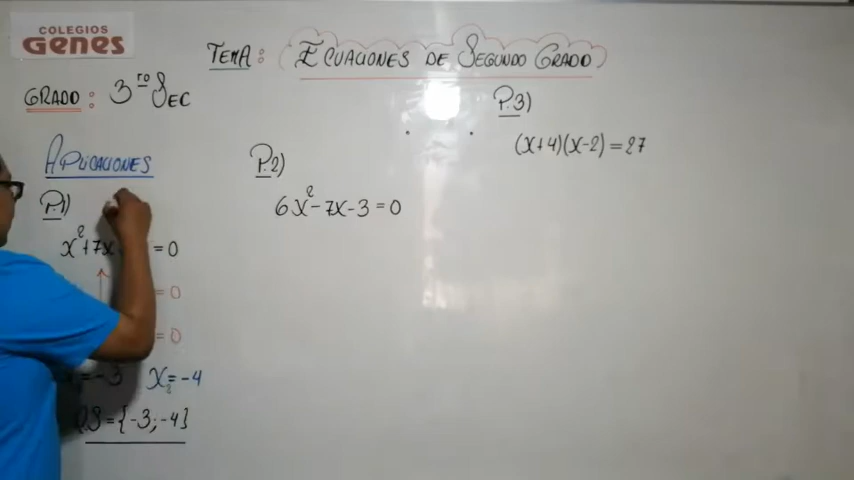 COLEGIOS
GENES
TEMA : ECUACIONES DE SEGUNDO GRADO
GRADO : 3ro SEC
APLICACIONES
P.1)
x² + 7x = 0
= 0
= 0
= -3 x₂ = -4
S = {-3; -4}
P.2)
6x² - 7x - 3 = 0
P.3)
(x+4)(x-2) = 27